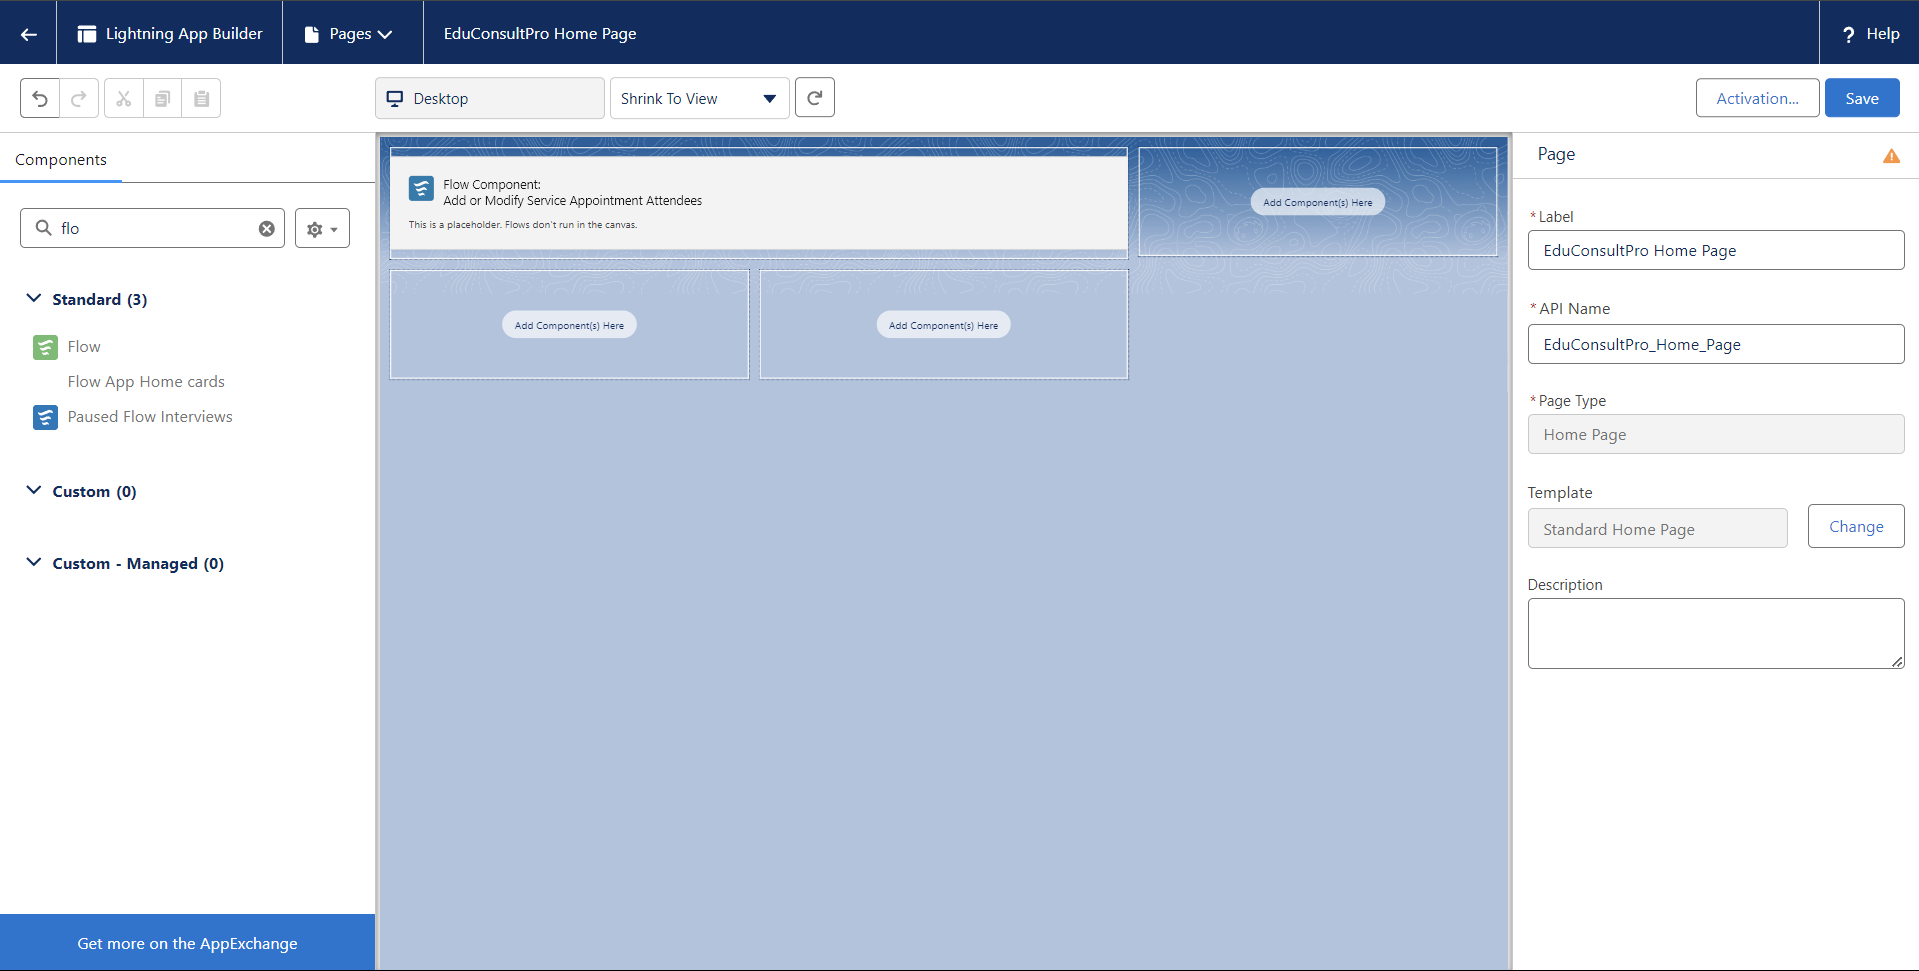 Lightning App Builder
Pages
EduConsultPro Home Page
? Help
Desktop
Shrink To View
Activation...
Save
Components
flo
Standard (3)
Flow
Flow App Home cards
Paused Flow Interviews
Custom (0)
Custom - Managed (0)
Get more on the AppExchange
Flow Component:
Add or Modify Service Appointment Attendees
This is a placeholder. Flows don't run in the canvas.
Add Component(s) Here
Add Component(s) Here
Add Component(s) Here
Page
*Label
EduConsultPro Home Page
*API Name
EduConsultPro_Home_Page
*Page Type
Home Page
Template
Standard Home Page
Change
Description